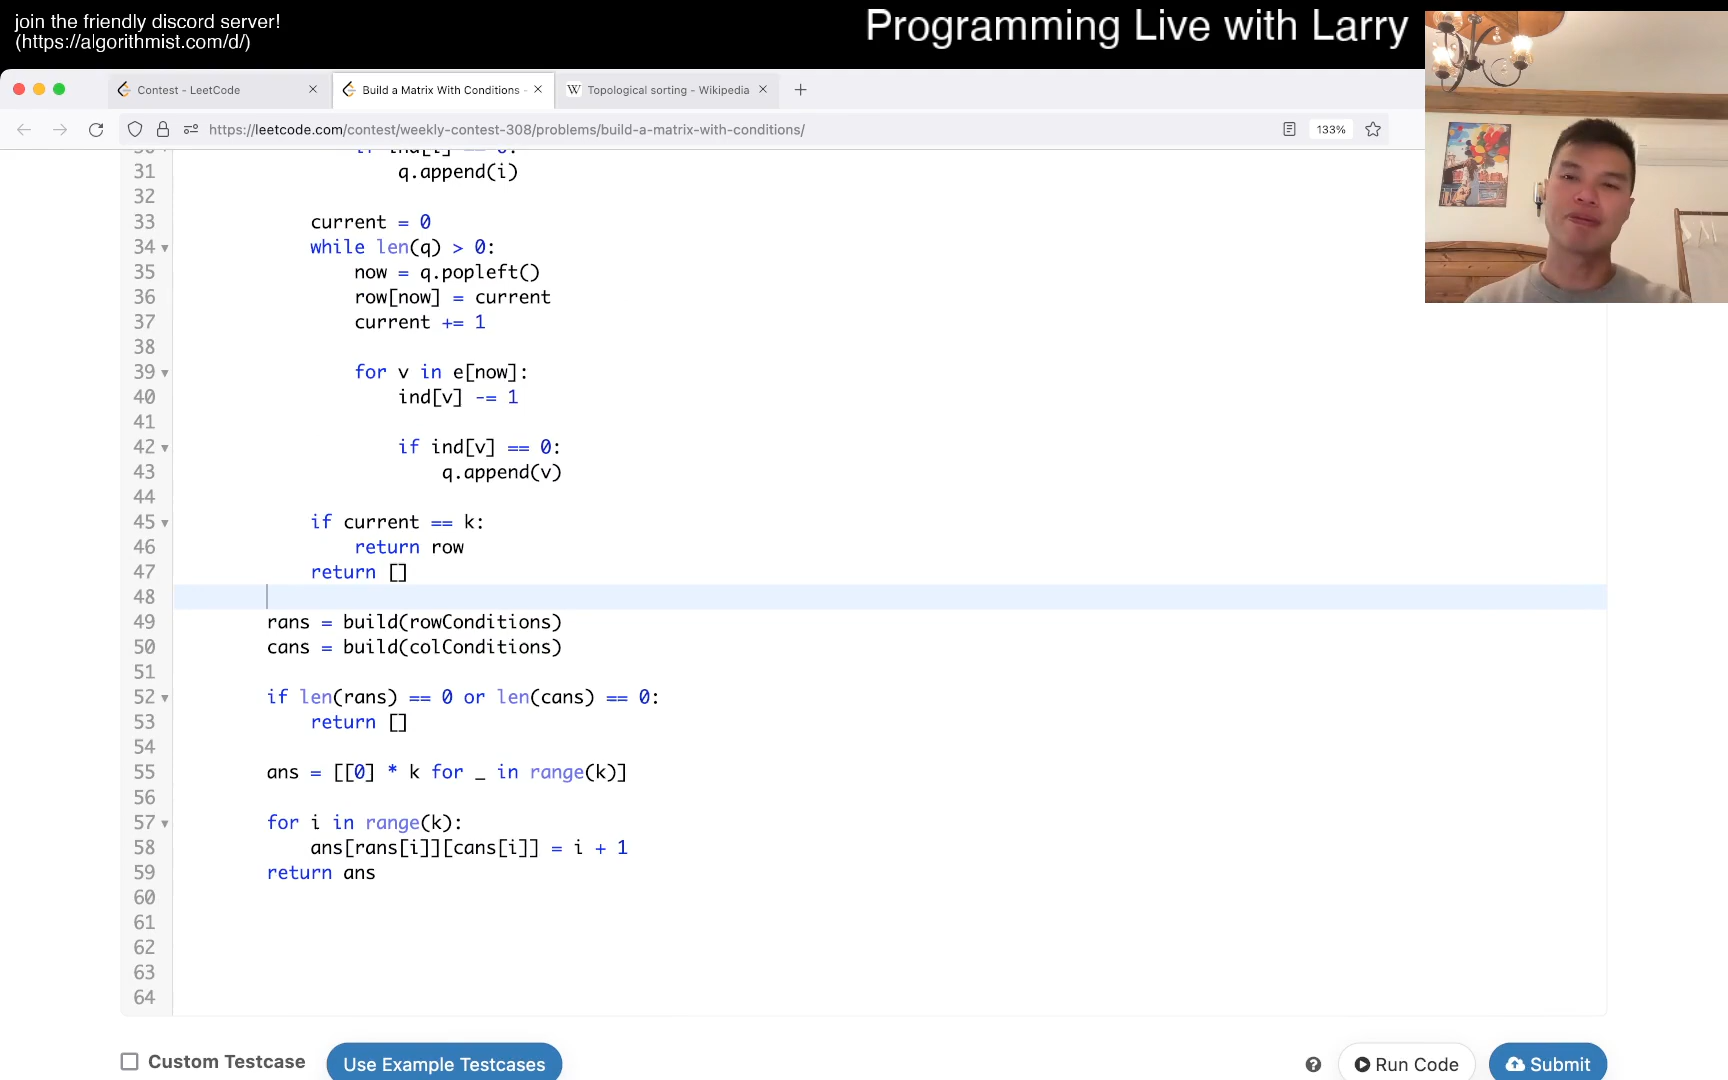 join the friendly discord server!
(https://algorithmist.com/d/)
Programming Live with Larry
Contest - LeetCode
Build a Matrix With Conditions -
W Topological sorting - Wikipedia
https://leetcode.com/contest/weekly-contest-308/problems/build-a-matrix-with-conditions/
133%
30 if ind[i] == 0:
31 q.append(i)
32
33 current = 0
34 while len(q) > 0:
35 now = q.popleft()
36 row[now] = current
37 current += 1
38
39 for v in e[now]:
40 ind[v] -= 1
41
42 if ind[v] == 0:
43 q.append(v)
44
45 if current == k:
46 return row
47 return []
48
49 rans = build(rowConditions)
50 cans = build(colConditions)
51
52 if len(rans) == 0 or len(cans) == 0:
53 return []
54
55 ans = [[0] * k for _ in range(k)]
56
57 for i in range(k):
58 ans[rans[i]][cans[i]] = i + 1
59 return ans
60
61
62
63
64
Custom Testcase
Use Example Testcases
Run Code
Submit